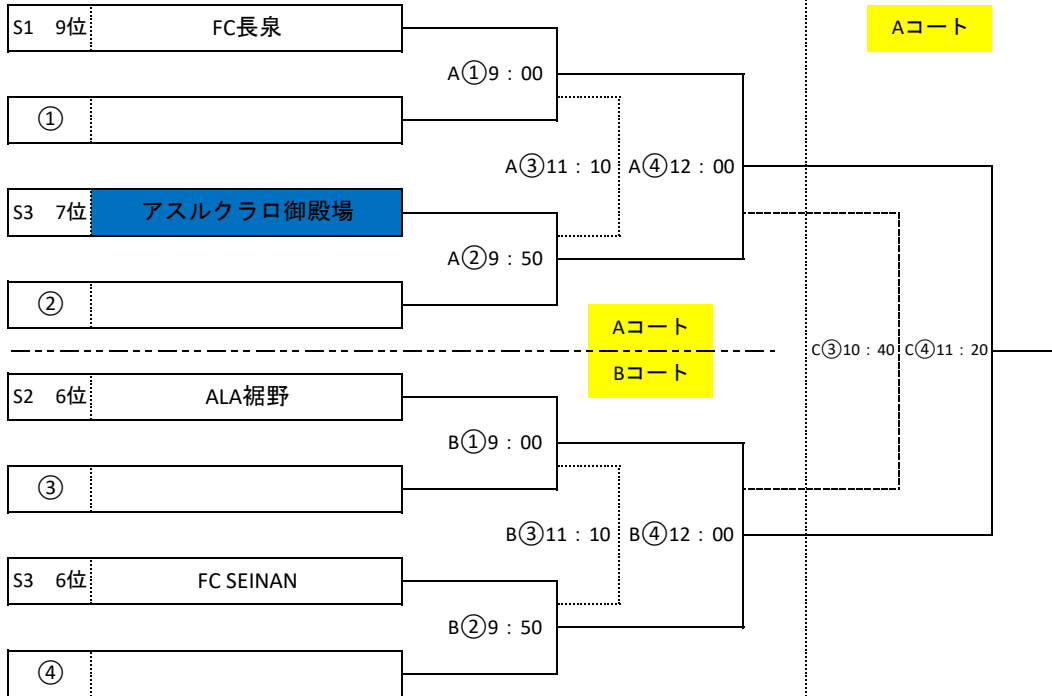 S1 9位 FC長泉
Aコート
A①9：00
①
A③11：10 A④12：00
S3 7位 アスルクラロ御殿場
A②9：50
②
Aコート
C③10：40 C④11：20
Bコート
S2 6位 ALA裾野
B①9：00
③
B③11：10 B④12：00
S3 6位 FC SEINAN
B②9：50
④